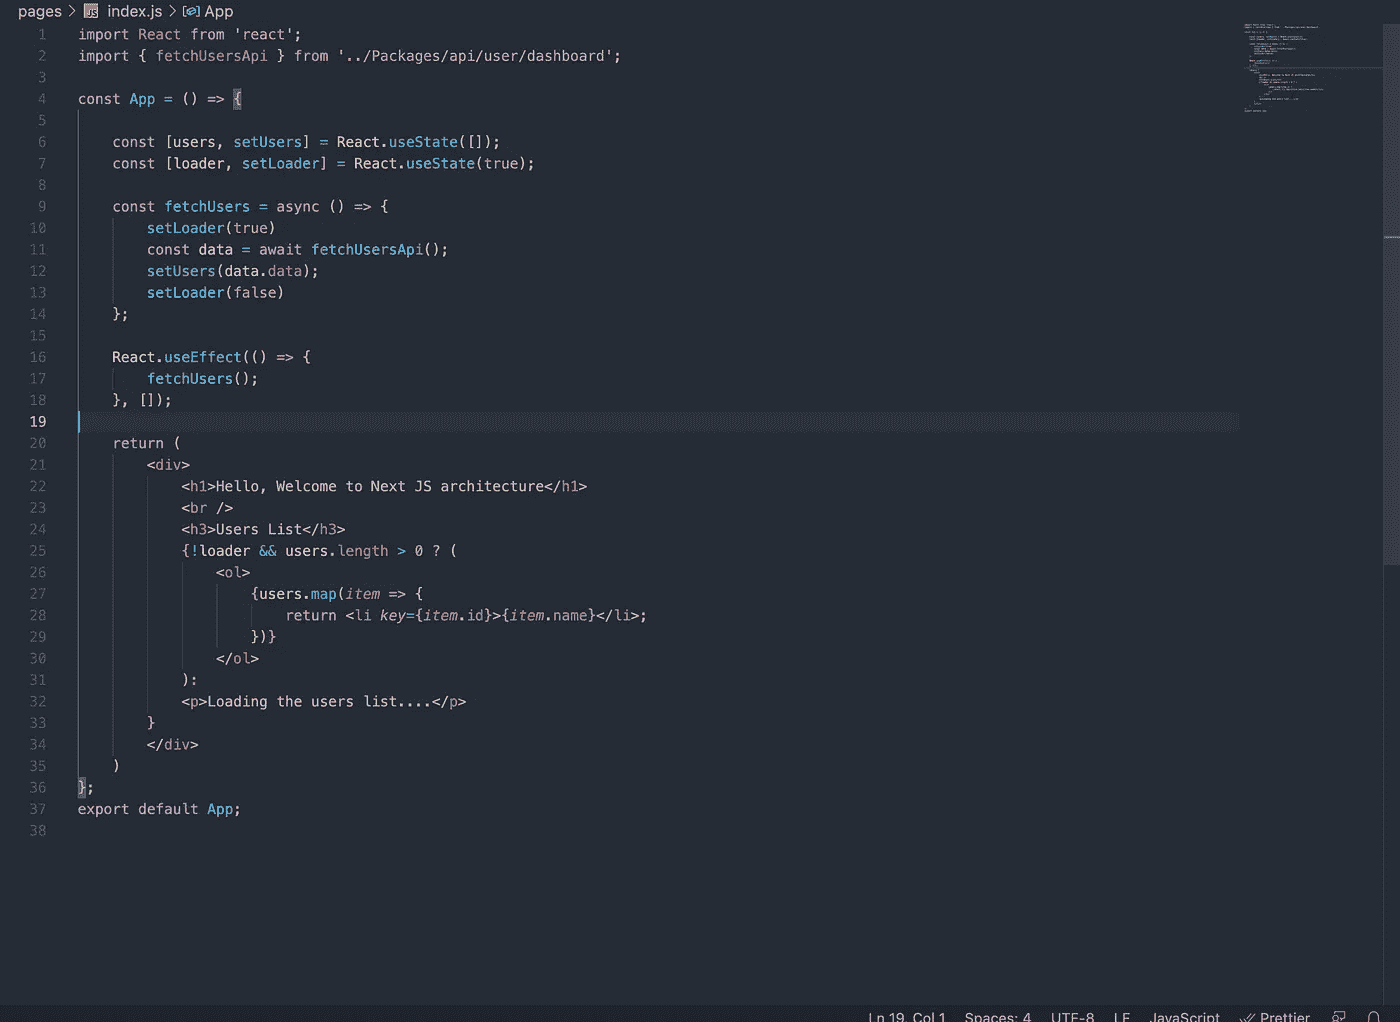 pages > JS index.js > App
1 import React from 'react';
2 import { fetchUsersApi } from '../Packages/api/user/dashboard';
3
4 const App = () => {
5
6 const [users, setUsers] = React.useState([]);
7 const [loader, setLoader] = React.useState(true);
8
9 const fetchUsers = async () => {
10 setLoader(true)
11 const data = await fetchUsersApi();
12 setUsers(data.data);
13 setLoader(false)
14 };
15
16 React.useEffect(() => {
17 fetchUsers();
18 }, []);
19
20 return (
21 <div>
22 <h1>Hello, Welcome to Next JS architecture</h1>
23 <br />
24 <h3>Users List</h3>
25 {!loader && users.length > 0 ? (
26 <ol>
27 {users.map(item => {
28 return <li key={item.id}>{item.name}</li>;
29 })}
30 </ol>
31 ):
32 <p>Loading the users list....</p>
33 }
34 </div>
35 )
36 };
37 export default App;
38
Ln 19, Col 1 Spaces: 4 UTF-8 LF JavaScript Prettier